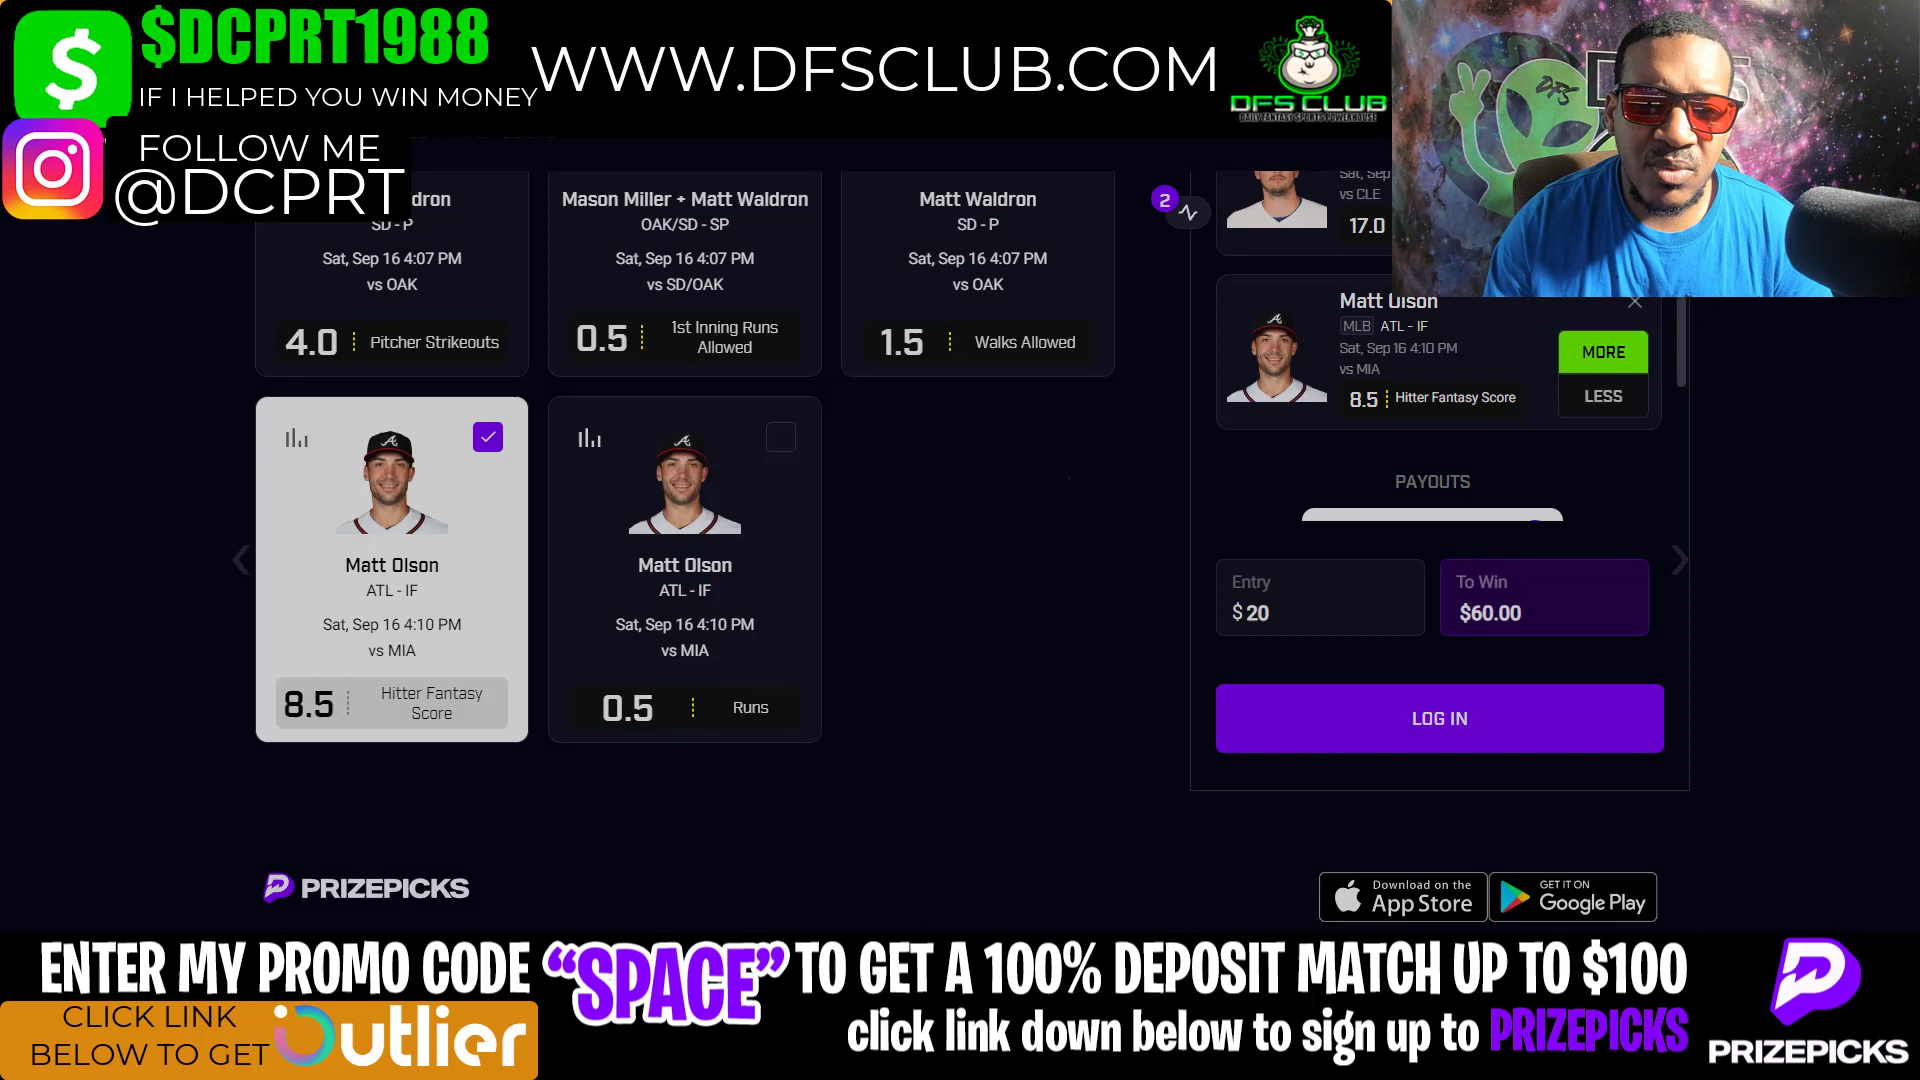 $DCPRT1988
IF I HELPED YOU WIN MONEY
WWW.DFSCLUB.COM
DFS CLUB
DAILY FANTASY SPORTS POWERHOUSE
FOLLOW ME
@DCPRT
SD - P
Sat, Sep 16 4:07 PM
vs OAK
4.0 Pitcher Strikeouts
Mason Miller + Matt Waldron
OAK/SD - SP
Sat, Sep 16 4:07 PM
vs SD/OAK
0.5 1st Inning Runs
Allowed
Matt Waldron
SD - P
Sat, Sep 16 4:07 PM
vs OAK
1.5 Walks Allowed
2
vs CLE
17.0
DFS
Matt Olson
MLB ATL - IF
Sat, Sep 16 4:10 PM
vs MIA
8.5 Hitter Fantasy Score
MORE
LESS
Matt Olson
ATL - IF
Sat, Sep 16 4:10 PM
vs MIA
8.5 Hitter Fantasy
Score
Matt Olson
ATL - IF
Sat, Sep 16 4:10 PM
vs MIA
0.5 Runs
PAYOUTS
Entry
$ 20
To Win
$60.00
LOG IN
PRIZEPICKS
Download on the
App Store
GET IT ON
Google Play
ENTER MY PROMO CODE “SPACE” TO GET A 100% DEPOSIT MATCH UP TO $100
click link down below to sign up to PRIZEPICKS
CLICK LINK
BELOW TO GET Outlier
PRIZEPICKS